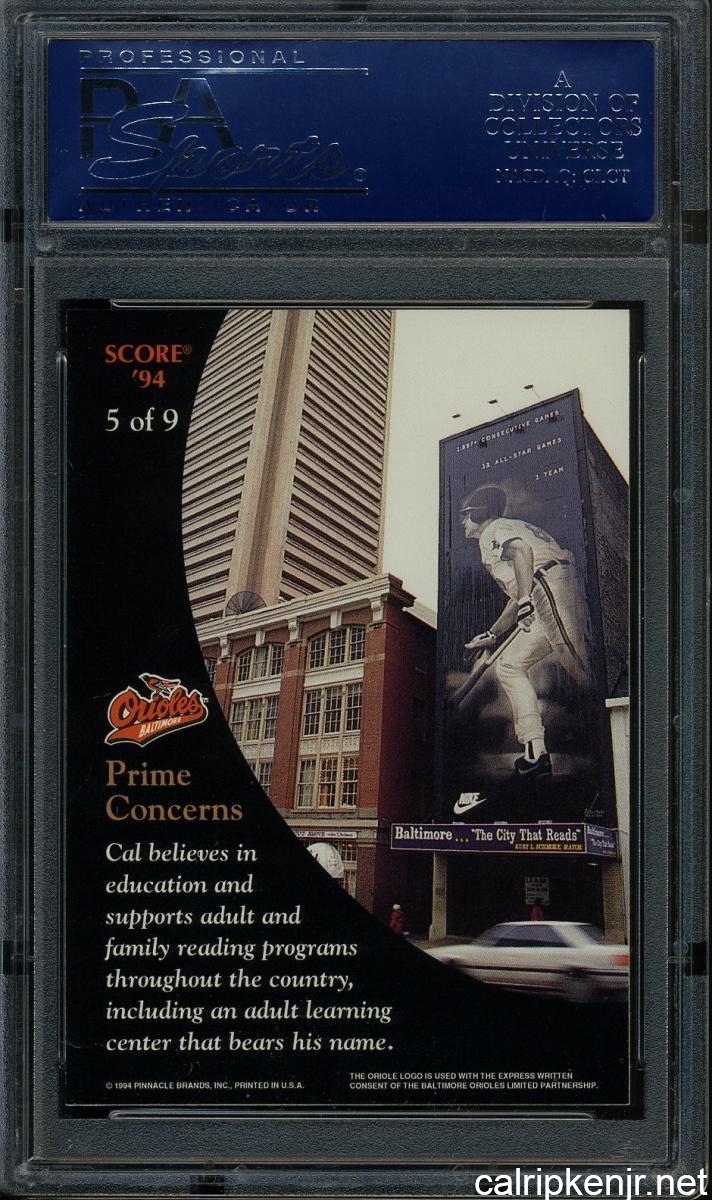 PROFESSIONAL
PSA
Sports®
AUTHENTICATOR
A
DIVISION OF
COLLECTORS
UNIVERSE
NASDAQ: CLCT
SCORE®
'94
5 of 9
CONSECUTIVE GAMES
ALL-STAR GAMES
1 TEAM
NIKE
Orioles
BALTIMORE
Baltimore... "The City That Reads"
KURT L. SCHMOKE, MAYOR
Prime
Concerns
Cal believes in
education and
supports adult and
family reading programs
throughout the country,
including an adult learning
center that bears his name.
© 1994 PINNACLE BRANDS, INC., PRINTED IN U.S.A.
THE ORIOLE LOGO IS USED WITH THE EXPRESS WRITTEN
CONSENT OF THE BALTIMORE ORIOLES LIMITED PARTNERSHIP.
calripkenjr.net